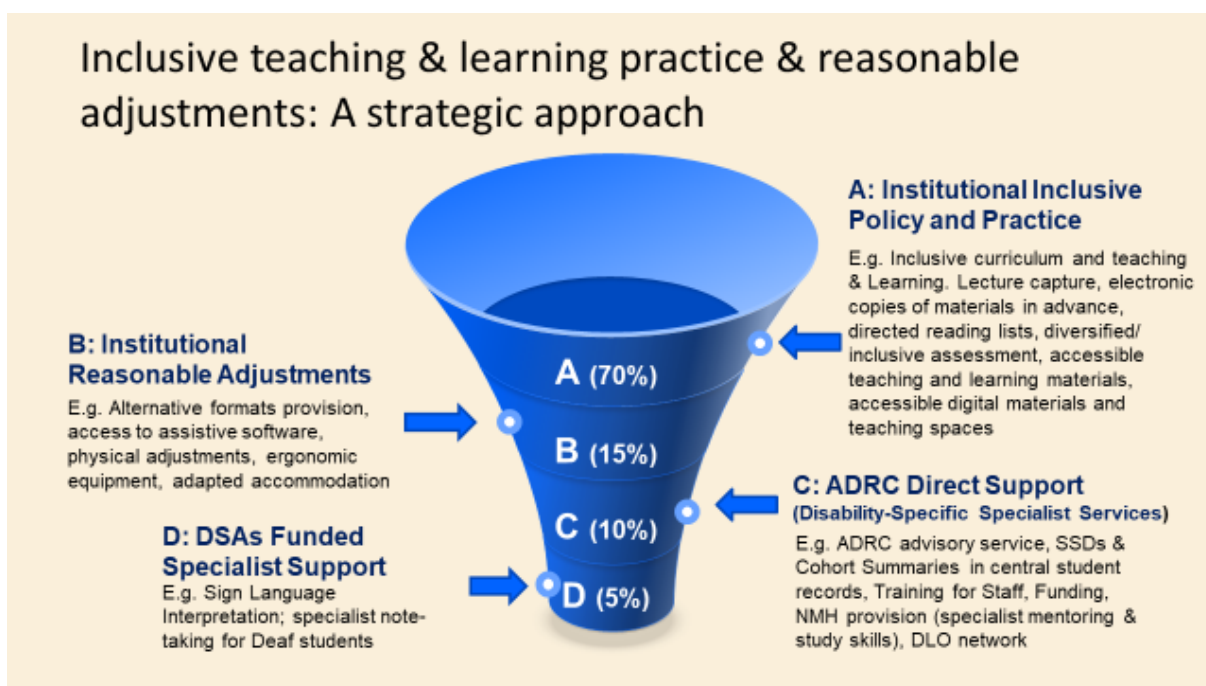 Inclusive teaching & learning practice & reasonable
adjustments: A strategic approach
A: Institutional Inclusive
Policy and Practice
E.g. Inclusive curriculum and teaching
& Learning. Lecture capture, electronic
copies of materials in advance,
directed reading lists, diversified/
inclusive assessment, accessible
teaching and learning materials,
accessible digital materials and
teaching spaces
B: Institutional
Reasonable Adjustments
E.g. Alternative formats provision,
access to assistive software,
physical adjustments, ergonomic
equipment, adapted accommodation
C: ADRC Direct Support
(Disability-Specific Specialist Services)
E.g. ADRC advisory service, SSDs &
Cohort Summaries in central student
records, Training for Staff, Funding,
NMH provision (specialist mentoring &
study skills), DLO network
D: DSAs Funded
Specialist Support
E.g. Sign Language
Interpretation; specialist note-
taking for Deaf students
A (70%)
B (15%)
C (10%)
D (5%)